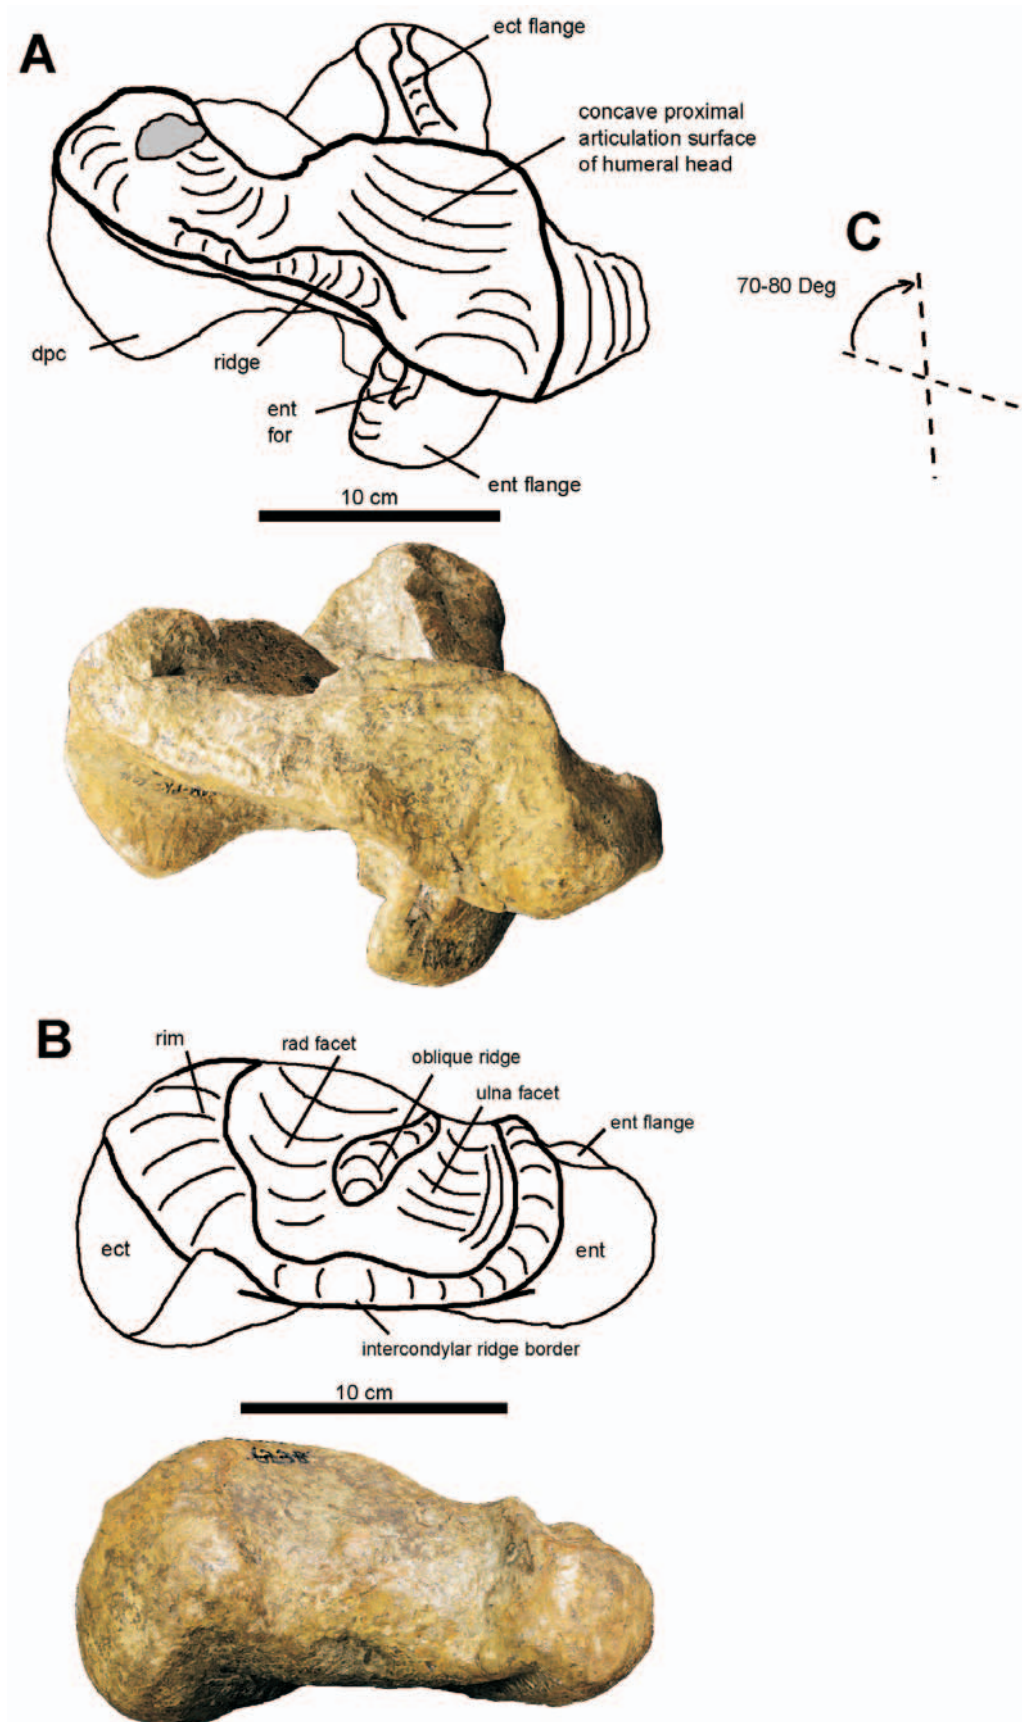 A
ect flange
concave proximal
articulation surface
of humeral head
C
70-80 Deg
dpc
ridge
ent
for
ent flange
10 cm
B
rim
rad facet
oblique ridge
ulna facet
ent flange
ect
ent
intercondylar ridge border
10 cm